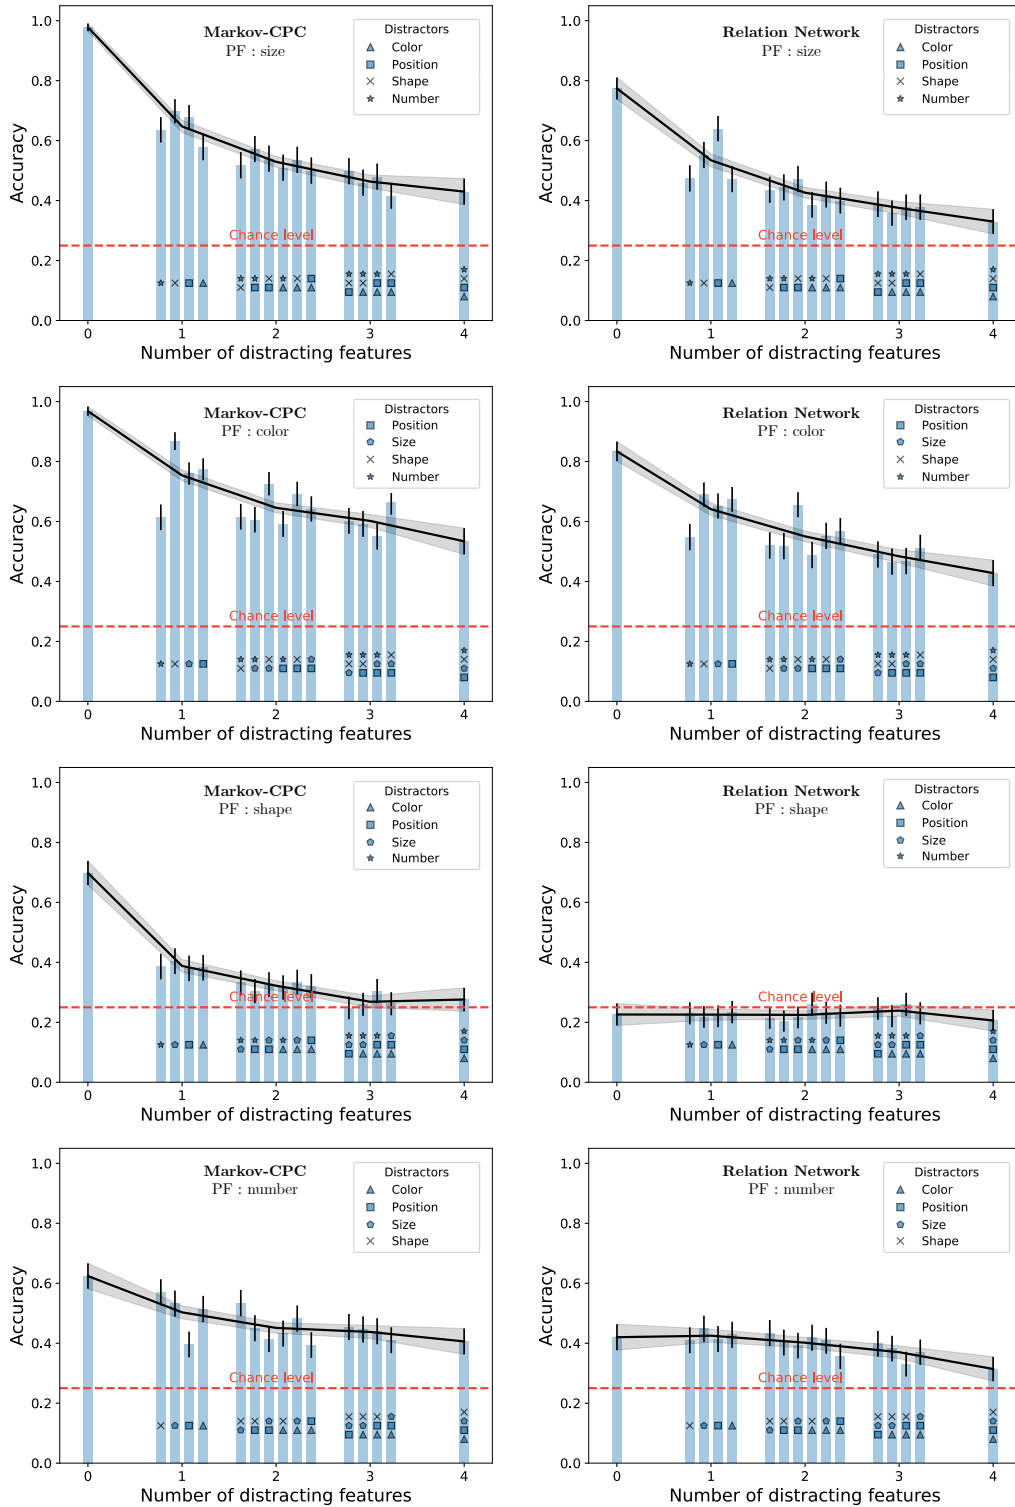 Markov-CPC
PF : size
Distractors
Color
Position
Shape
Number
Chance level
Accuracy
1.0
0.8
0.6
0.4
0.2
0.0
0 1 2 3 4
Number of distracting features
Relation Network
PF : size
Distractors
Color
Position
Shape
Number
Chance level
Accuracy
1.0
0.8
0.6
0.4
0.2
0.0
0 1 2 3 4
Number of distracting features
Markov-CPC
PF : color
Distractors
Position
Size
Shape
Number
Chance level
Accuracy
1.0
0.8
0.6
0.4
0.2
0.0
0 1 2 3 4
Number of distracting features
Relation Network
PF : color
Distractors
Position
Size
Shape
Number
Chance level
Accuracy
1.0
0.8
0.6
0.4
0.2
0.0
0 1 2 3 4
Number of distracting features
Markov-CPC
PF : shape
Distractors
Color
Position
Size
Number
Chance level
Accuracy
1.0
0.8
0.6
0.4
0.2
0.0
0 1 2 3 4
Number of distracting features
Relation Network
PF : shape
Distractors
Color
Position
Size
Number
Chance level
Accuracy
1.0
0.8
0.6
0.4
0.2
0.0
0 1 2 3 4
Number of distracting features
Markov-CPC
PF : number
Distractors
Color
Position
Size
Shape
Chance level
Accuracy
1.0
0.8
0.6
0.4
0.2
0.0
0 1 2 3 4
Number of distracting features
Relation Network
PF : number
Distractors
Color
Position
Size
Shape
Chance level
Accuracy
1.0
0.8
0.6
0.4
0.2
0.0
0 1 2 3 4
Number of distracting features